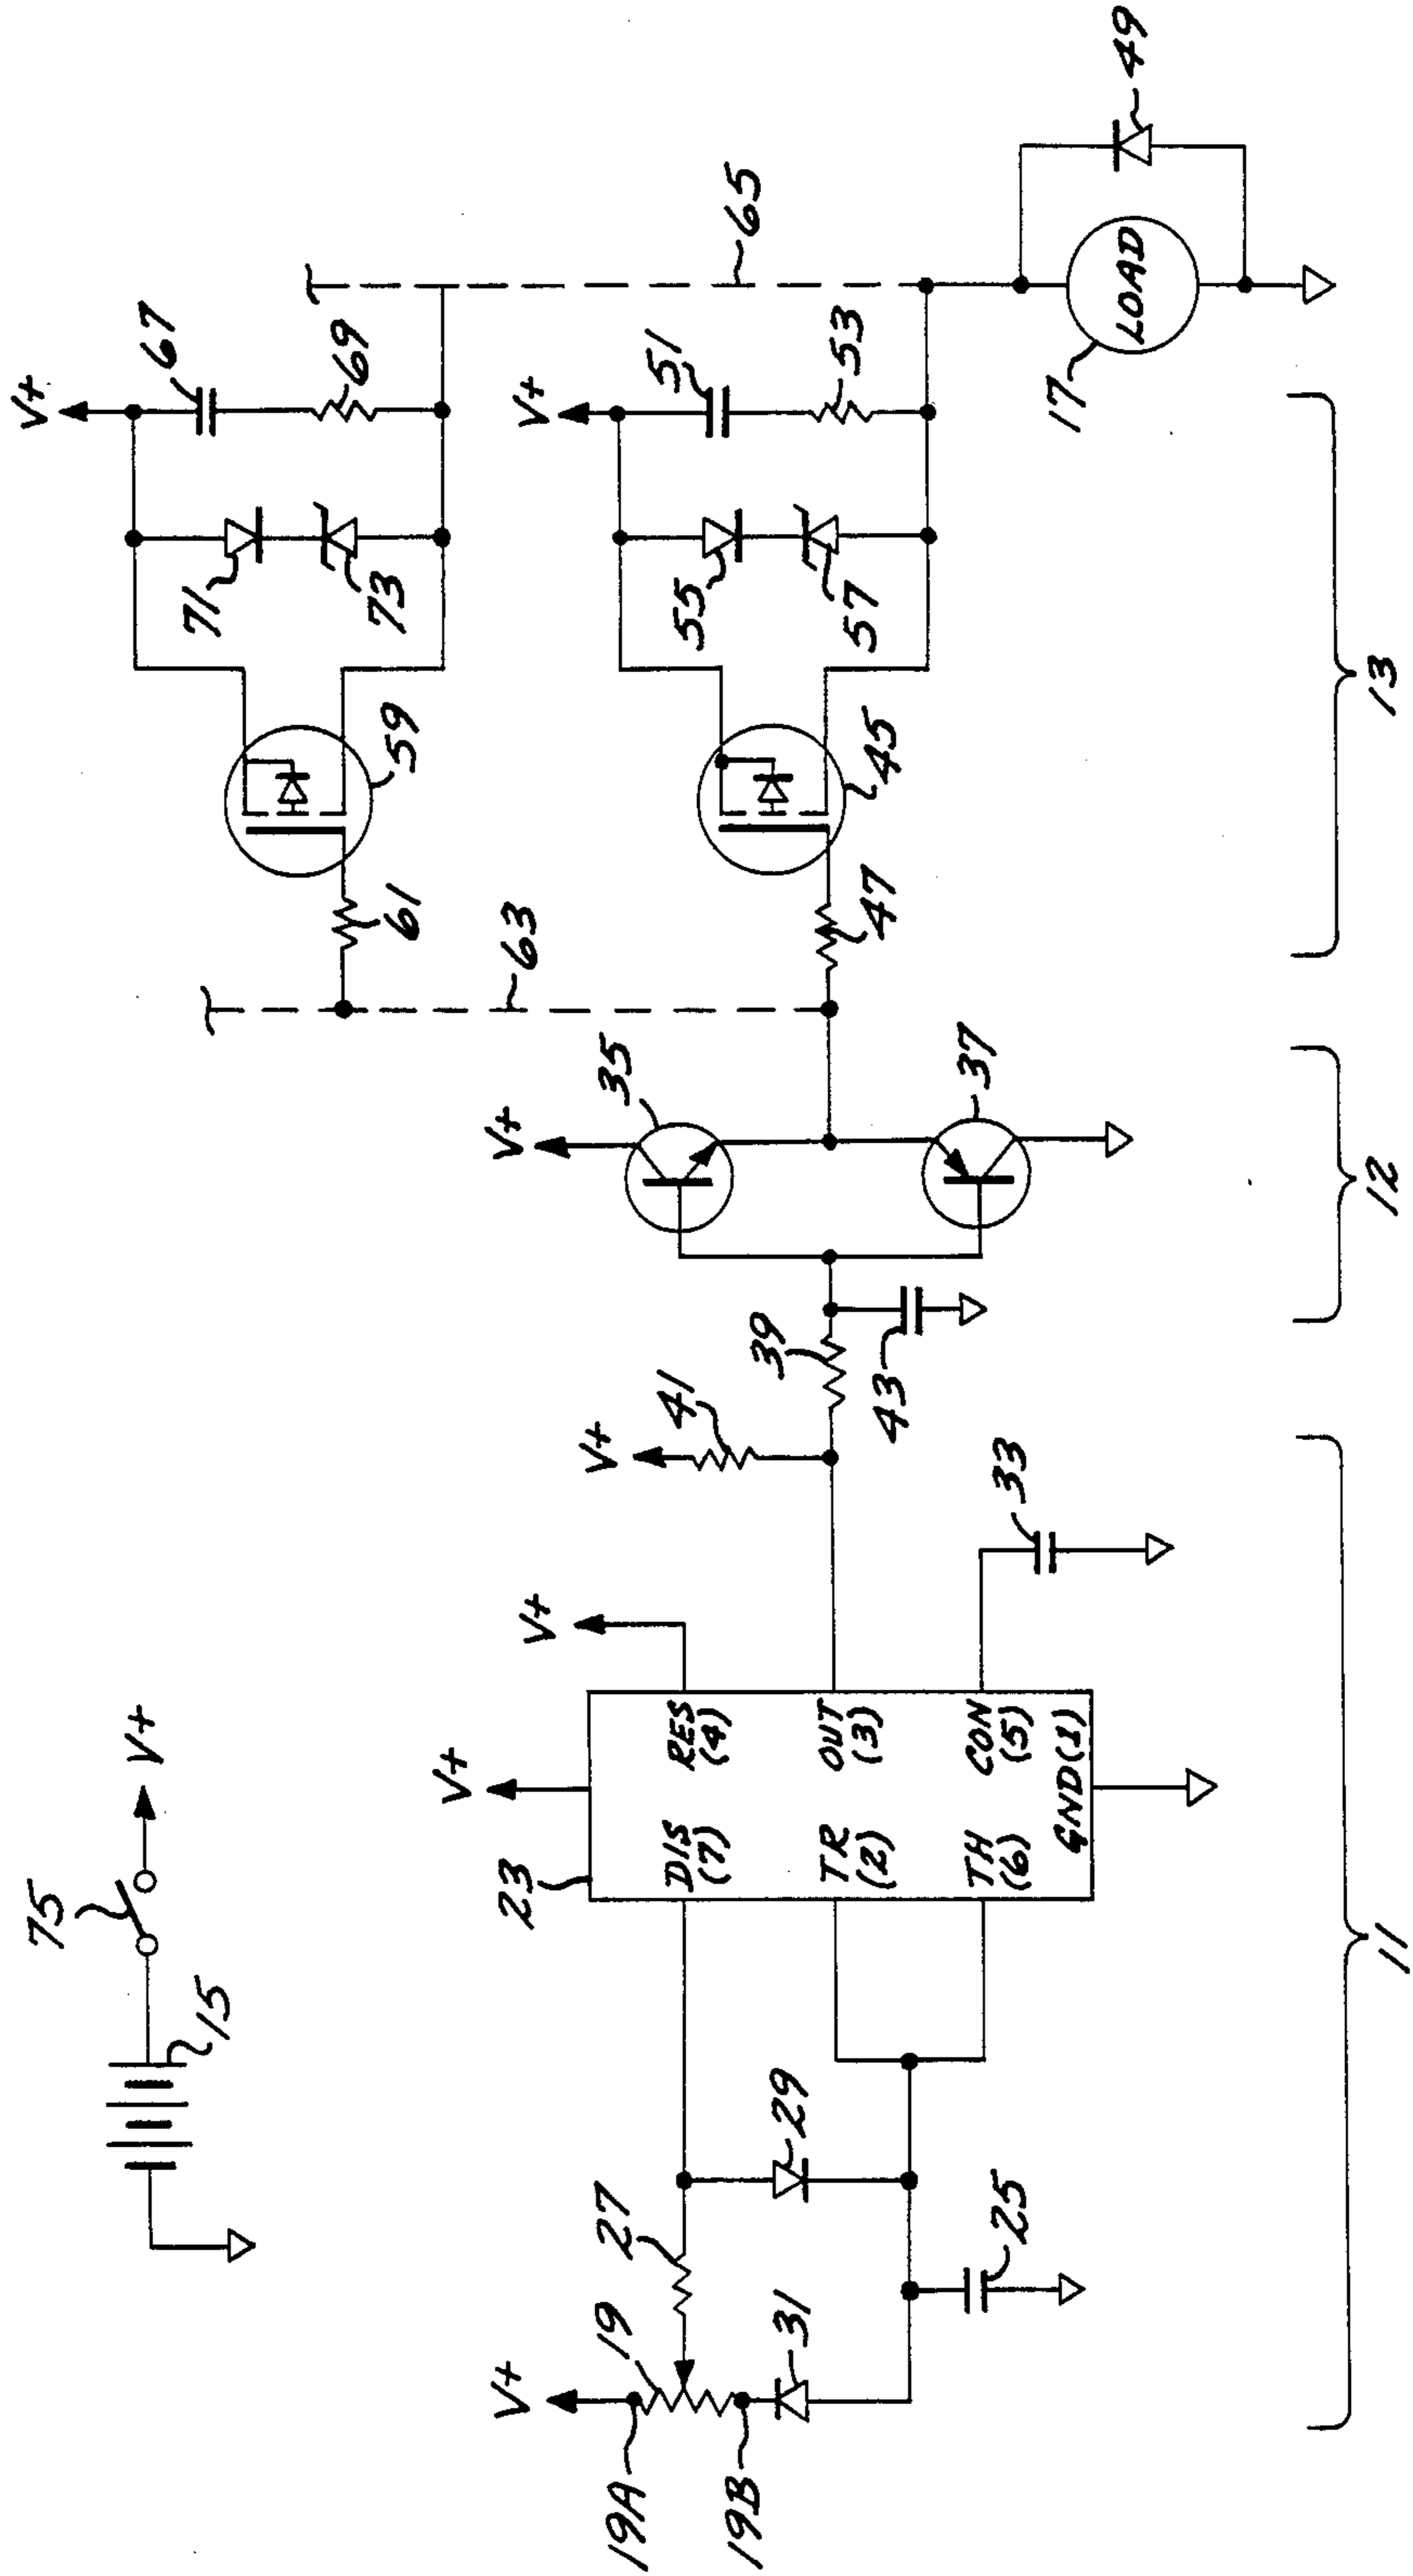 75
15
V+
V+
19A
19
19B
27
31
29
25
V+
23
DIS
(7)
RES
(4)
V+
TR
(2)
OUT
(3)
TH
(6)
CON
(5)
GND(1)
33
V+
41
39
43
V+
35
37
63
61
59
47
45
V+
71
73
67
69
V+
55
57
51
53
65
17
LOAD
49
11
12
13